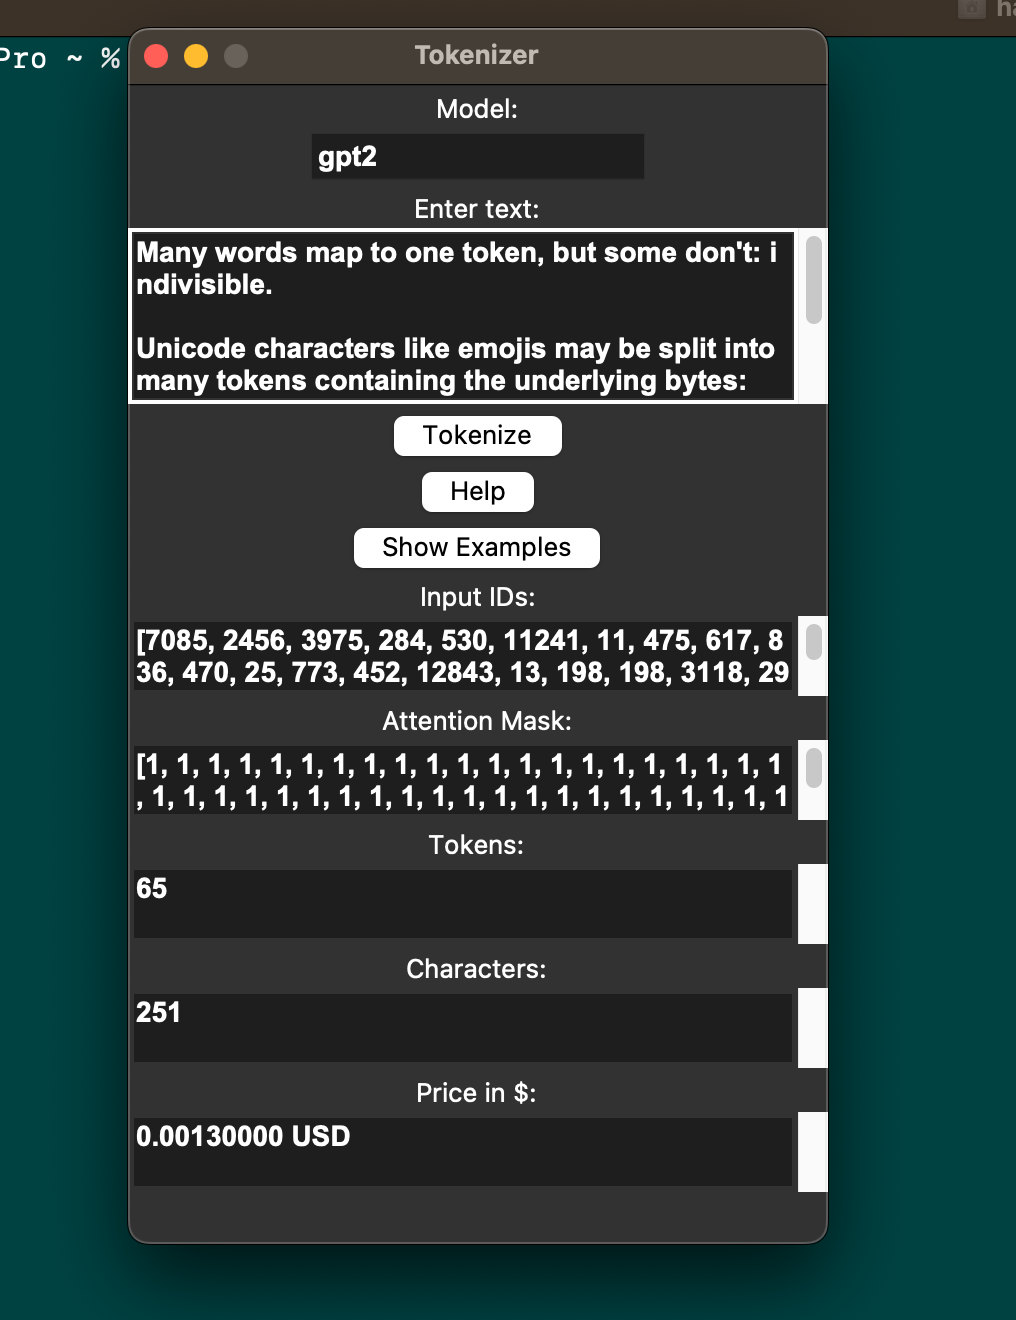 Pro ~ %
Tokenizer
Model:
gpt2
Enter text:
Many words map to one token, but some don't: i
ndivisible.
Unicode characters like emojis may be split into
many tokens containing the underlying bytes:
Tokenize
Help
Show Examples
Input IDs:
[7085, 2456, 3975, 284, 530, 11241, 11, 475, 617, 8
36, 470, 25, 773, 452, 12843, 13, 198, 198, 3118, 29
Attention Mask:
[1, 1, 1, 1, 1, 1, 1, 1, 1, 1, 1, 1, 1, 1, 1, 1, 1, 1, 1, 1, 1
, 1, 1, 1, 1, 1, 1, 1, 1, 1, 1, 1, 1, 1, 1, 1, 1, 1, 1, 1, 1, 1
Tokens:
65
Characters:
251
Price in $:
0.00130000 USD